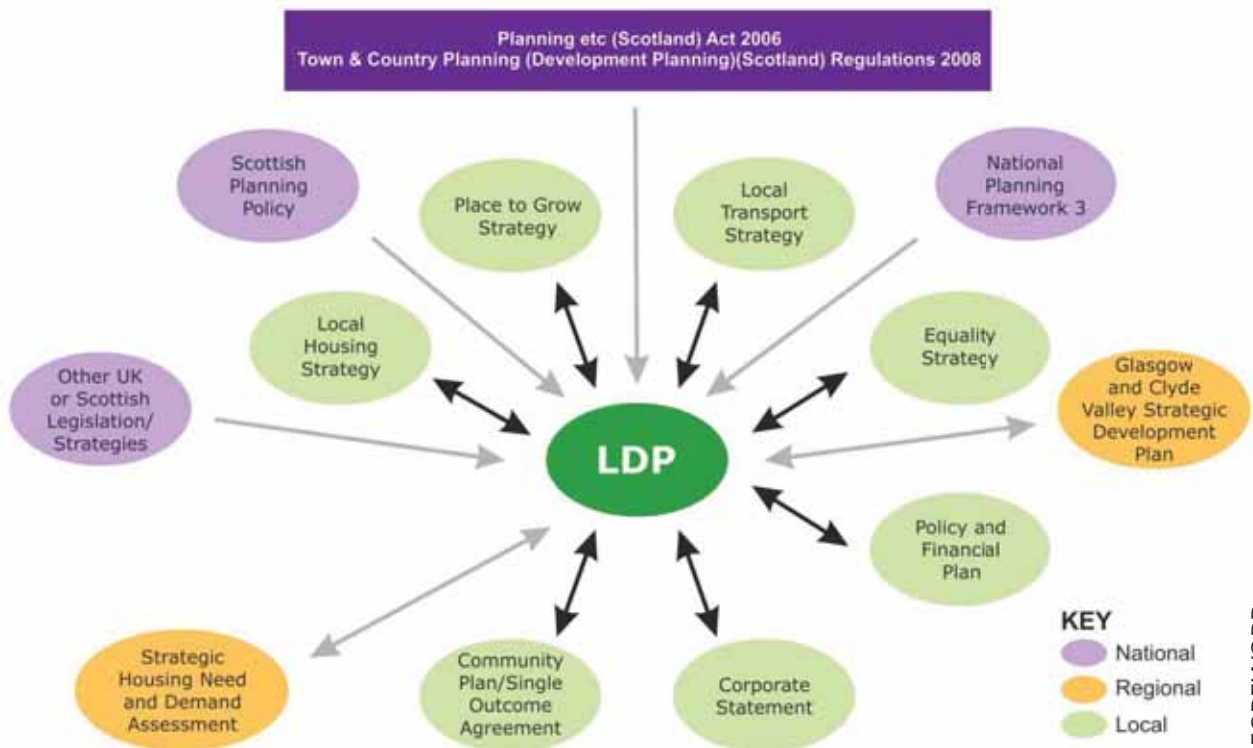 Planning etc (Scotland) Act 2006
Town & Country Planning (Development Planning)(Scotland) Regulations 2008
Scottish
Planning
Policy
Place to Grow
Strategy
Local
Transport
Strategy
National
Planning
Framework 3
Local
Housing
Strategy
Equality
Strategy
Other UK
or Scottish
Legislation/
Strategies
Glasgow
and Clyde
Valley Strategic
Development
Plan
LDP
Policy and
Financial
Plan
Strategic
Housing Need
and Demand
Assessment
Community
Plan/Single
Outcome
Agreement
Corporate
Statement
KEY
National
Regional
Local